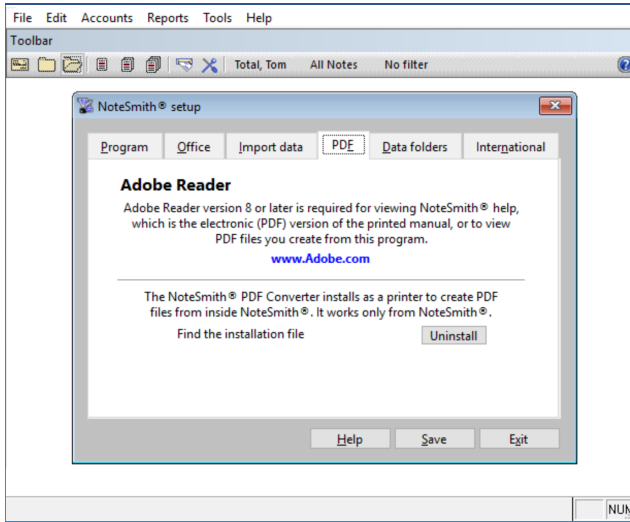 File Edit Accounts Reports Tools Help
Toolbar
Total, Tom All Notes No filter
NoteSmith® setup
Program Office Import data PDF Data folders International
Adobe Reader
Adobe Reader version 8 or later is required for viewing NoteSmith® help,
which is the electronic (PDF) version of the printed manual, or to view
PDF files you create from this program.
www.Adobe.com
The NoteSmith® PDF Converter installs as a printer to create PDF
files from inside NoteSmith®. It works only from NoteSmith®.
Find the installation file Uninstall
Help Save Exit